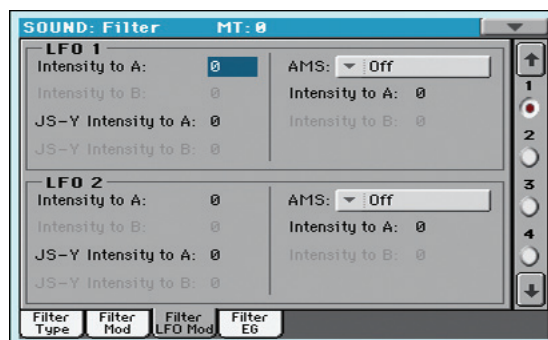 SOUND: Filter MT: 0
LFO 1
Intensity to A: 0 AMS: Off
Intensity to B: 0 Intensity to A: 0
JS-Y Intensity to A: 0 Intensity to B: 0
JS-Y Intensity to B: 0
LFO 2
Intensity to A: 0 AMS: Off
Intensity to B: 0 Intensity to A: 0
JS-Y Intensity to A: 0 Intensity to B: 0
JS-Y Intensity to B: 0
1
2
3
4
Filter Type Filter Mod Filter LFO Mod Filter EG